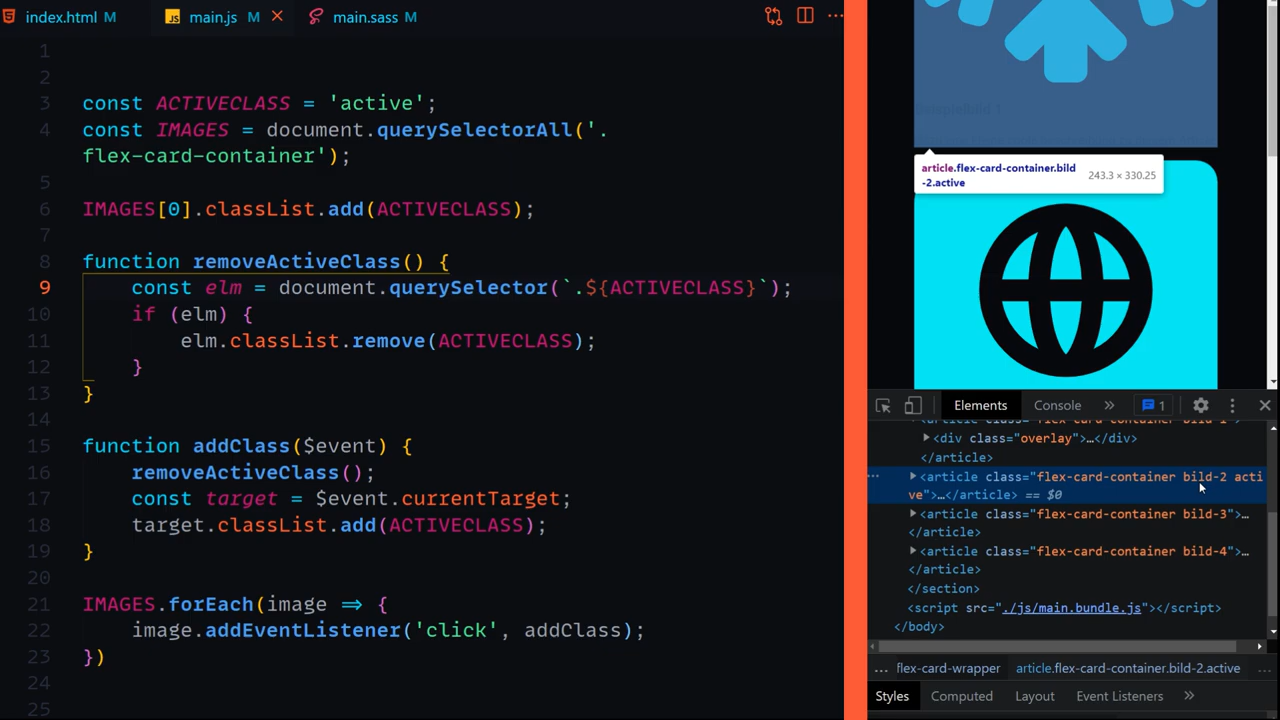 index.html M
main.js M
main.sass M
1
2
3 const ACTIVECLASS = 'active';
4 const IMAGES = document.querySelectorAll('.
flex-card-container');
5
6 IMAGES[0].classList.add(ACTIVECLASS);
7
8 function removeActiveClass() {
9 const elm = document.querySelector(`.${ACTIVECLASS}`);
10 if (elm) {
11 elm.classList.remove(ACTIVECLASS);
12 }
13 }
14
15 function addClass($event) {
16 removeActiveClass();
17 const target = $event.currentTarget;
18 target.classList.add(ACTIVECLASS);
19 }
20
21 IMAGES.forEach(image => {
22 image.addEventListener('click', addClass);
23 })
24
25
article.flex-card-container.bild
-2.active
243.3 × 330.25
Elements Console » 1
<article class="flex-card-container bild-1">
<div class="overlay">…</div>
</article>
<article class="flex-card-container bild-2 acti
ve">…</article> == $0
<article class="flex-card-container bild-3">…
</article>
<article class="flex-card-container bild-4">…
</article>
</section>
<script src="./js/main.bundle.js"></script>
</body>
... flex-card-wrapper article.flex-card-container.bild-2.active ...
Styles Computed Layout Event Listeners »